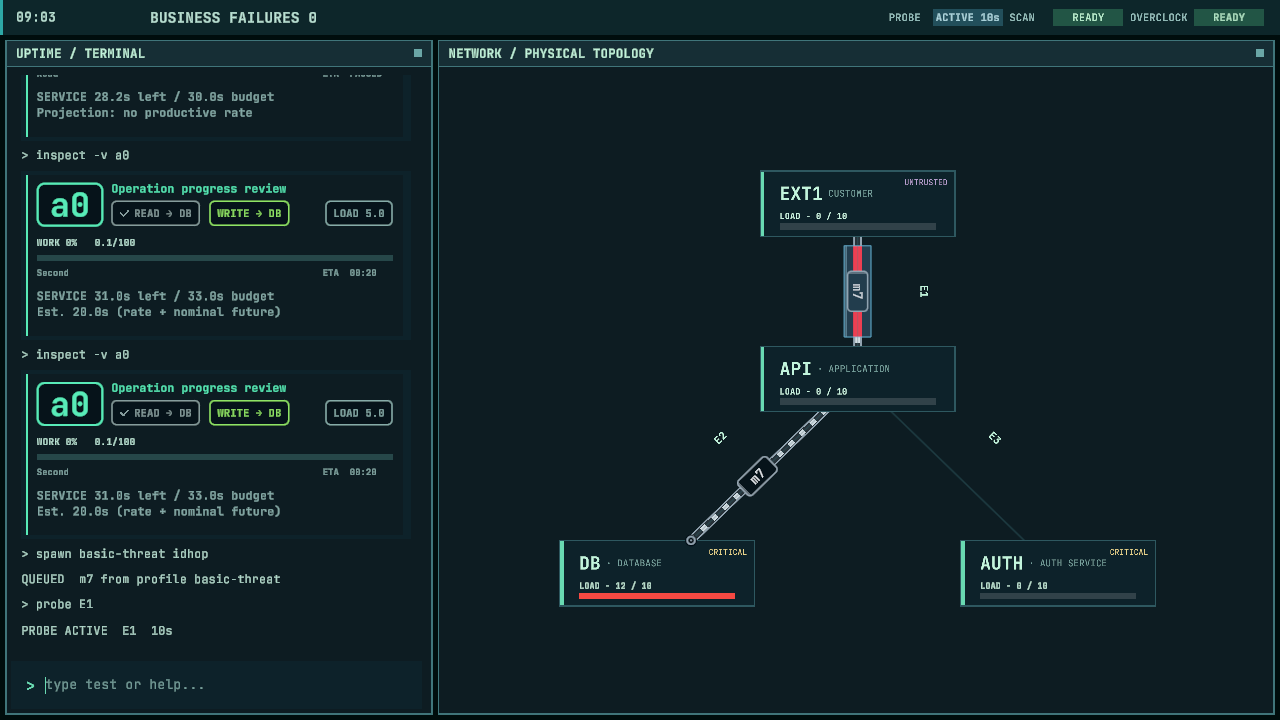 09:03
BUSINESS FAILURES 0
PROBE ACTIVE 10s SCAN READY OVERCLOCK READY
UPTIME / TERMINAL
SERVICE 28.2s left / 30.0s budget
Projection: no productive rate
> inspect -v a0
a0
Operation progress review
✓ READ → DB
WRITE → DB
LOAD 5.0
WORK 0% 0.1/100
Second ETA 00:20
SERVICE 31.0s left / 33.0s budget
Est. 20.0s (rate + nominal future)
> inspect -v a0
a0
Operation progress review
✓ READ → DB
WRITE → DB
LOAD 5.0
WORK 0% 0.1/100
Second ETA 00:20
SERVICE 31.0s left / 33.0s budget
Est. 20.0s (rate + nominal future)
> spawn basic-threat idhop
QUEUED m7 from profile basic-threat
> probe E1
PROBE ACTIVE E1 10s
> type test or help...
NETWORK / PHYSICAL TOPOLOGY
UNTRUSTED
EXT1 CUSTOMER
LOAD - 0 / 10
m7
E1
API · APPLICATION
LOAD - 0 / 10
E2
m7
E3
CRITICAL
DB · DATABASE
LOAD - 12 / 10
CRITICAL
AUTH · AUTH SERVICE
LOAD - 0 / 10